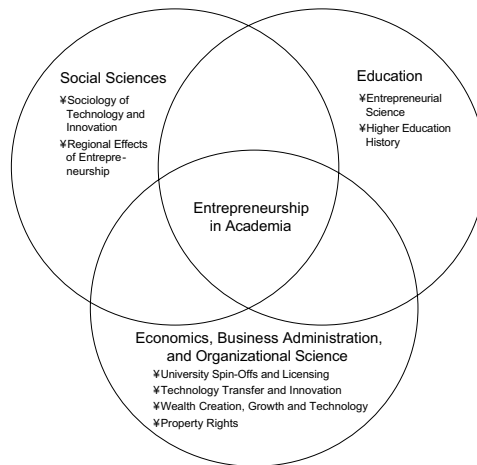 Social Sciences
¥Sociology of
Technology and
Innovation
¥Regional Effects
of Entrepre-
neurship
Education
¥Entrepreneurial
Science
¥Higher Education
History
Entrepreneurship
in Academia
Economics, Business Administration,
and Organizational Science
¥University Spin-Offs and Licensing
¥Technology Transfer and Innovation
¥Wealth Creation, Growth and Technology
¥Property Rights